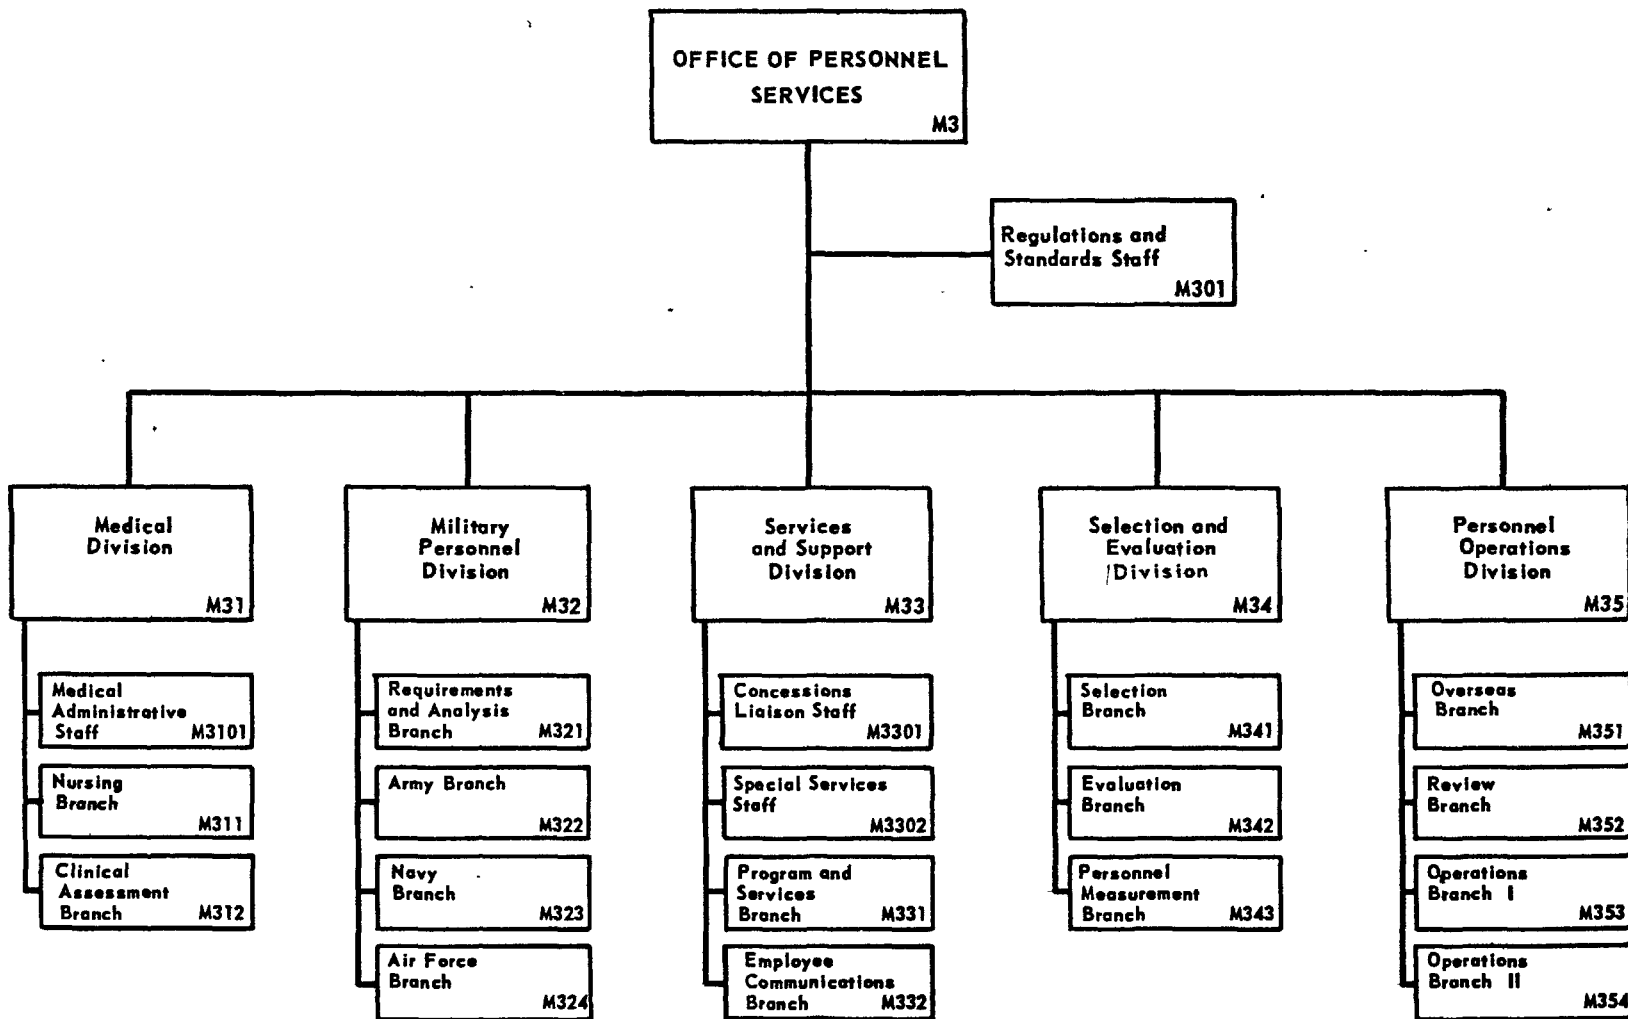 OFFICE OF PERSONNEL
SERVICES
M3
Regulations and
Standards Staff
M301
Medical
Division
M31
Military
Personnel
Division
M32
Services
and Support
Division
M33
Selection and
Evaluation
Division
M34
Personnel
Operations
Division
M35
Medical
Administrative
Staff M3101
Nursing
Branch
M311
Clinical
Assessment
Branch M312
Requirements
and Analysis
Branch M321
Army Branch
M322
Navy
Branch
M323
Air Force
Branch
M324
Concessions
Liaison Staff
M3301
Special Services
Staff
M3302
Program and
Services
Branch M331
Employee
Communications
Branch M332
Selection
Branch
M341
Evaluation
Branch
M342
Personnel
Measurement
Branch M343
Overseas
Branch
M351
Review
Branch
M352
Operations
Branch I
M353
Operations
Branch II
M354